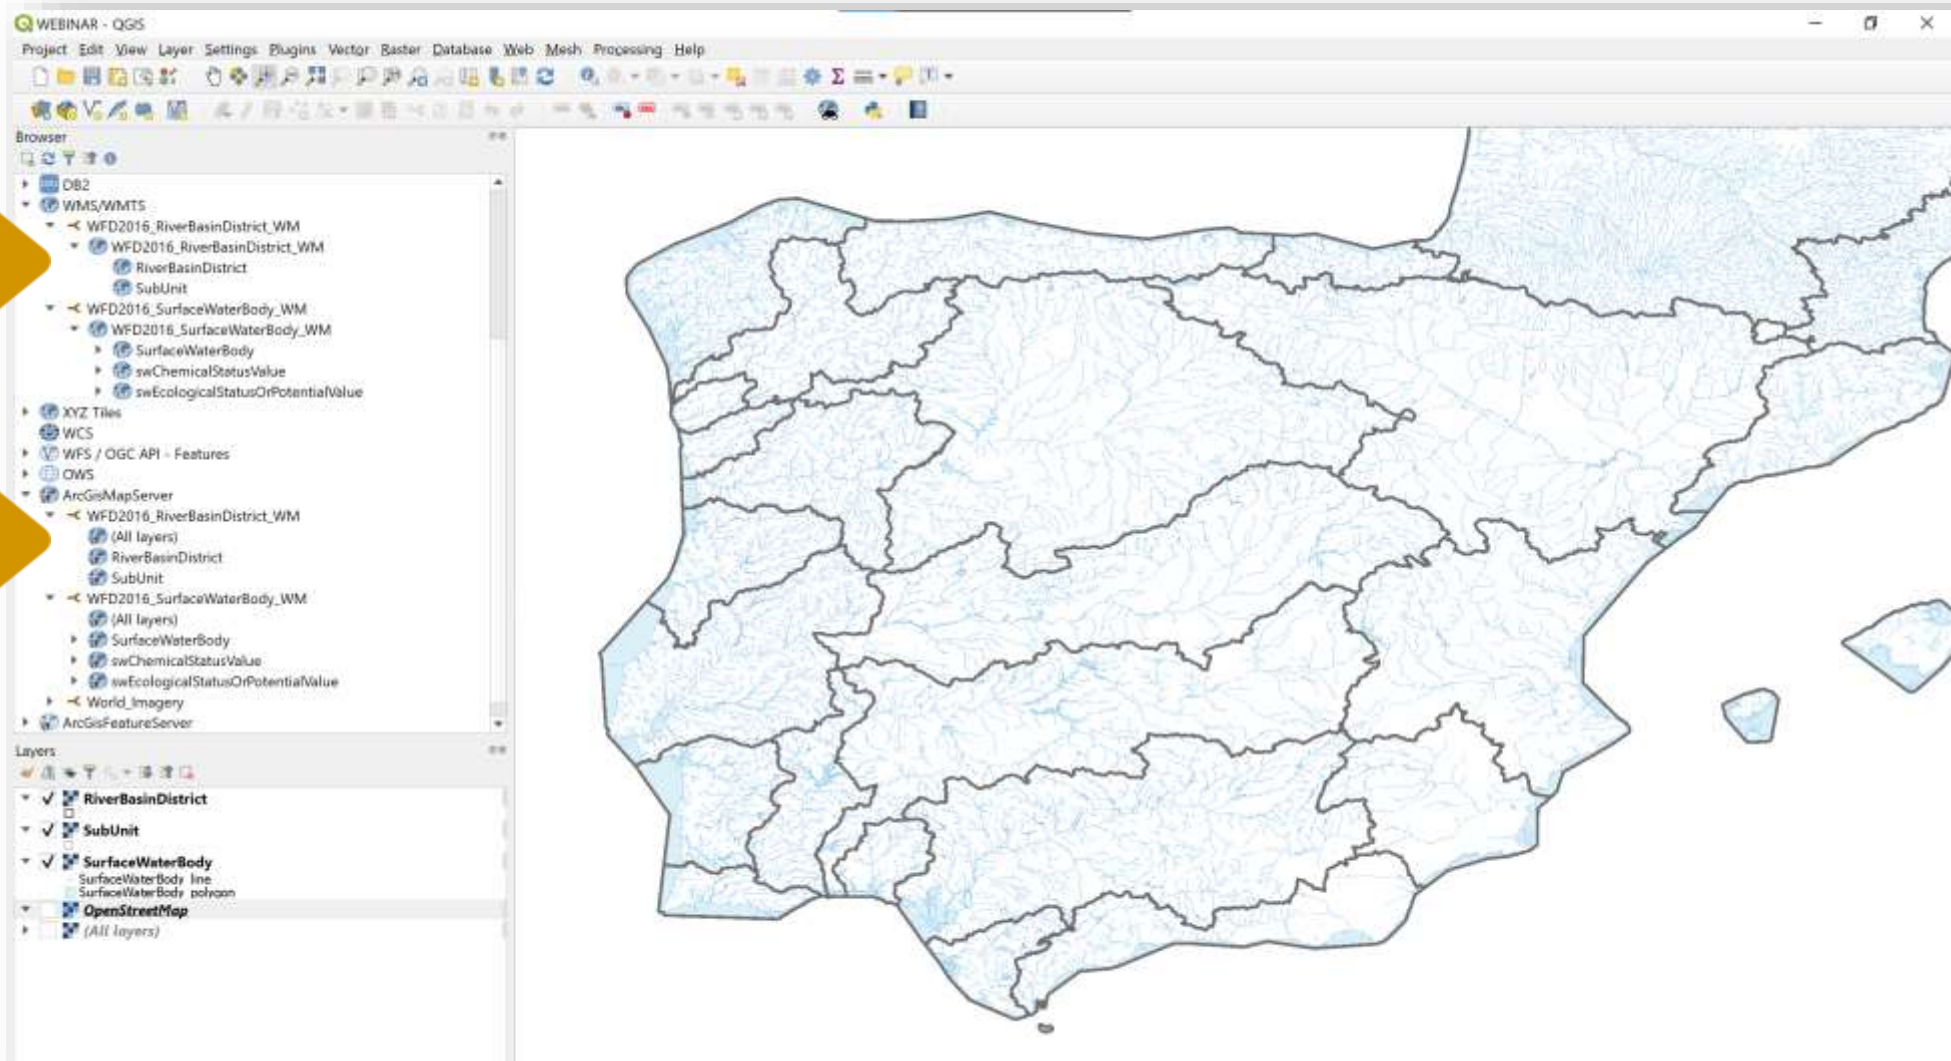 WEBINAR - QGIS
Project Edit View Layer Settings Plugins Vector Raster Database Web Mesh Processing Help
Browser
DB2
WMS/WMTS
WFD2016_RiverBasinDistrict_WM
WFD2016_RiverBasinDistrict_WM
RiverBasinDistrict
SubUnit
WFD2016_SurfaceWaterBody_WM
WFD2016_SurfaceWaterBody_WM
SurfaceWaterBody
swChemicalStatusValue
swEcologicalStatusOrPotentialValue
XYZ Tiles
WCS
WFS / OGC API - Features
OWS
ArcGisMapServer
WFD2016_RiverBasinDistrict_WM
(All layers)
RiverBasinDistrict
SubUnit
WFD2016_SurfaceWaterBody_WM
(All layers)
SurfaceWaterBody
swChemicalStatusValue
swEcologicalStatusOrPotentialValue
World_Imagery
ArcGisFeatureServer
Layers
RiverBasinDistrict
SubUnit
SurfaceWaterBody
SurfaceWaterBody_line
SurfaceWaterBody_polygon
OpenStreetMap
(All layers)